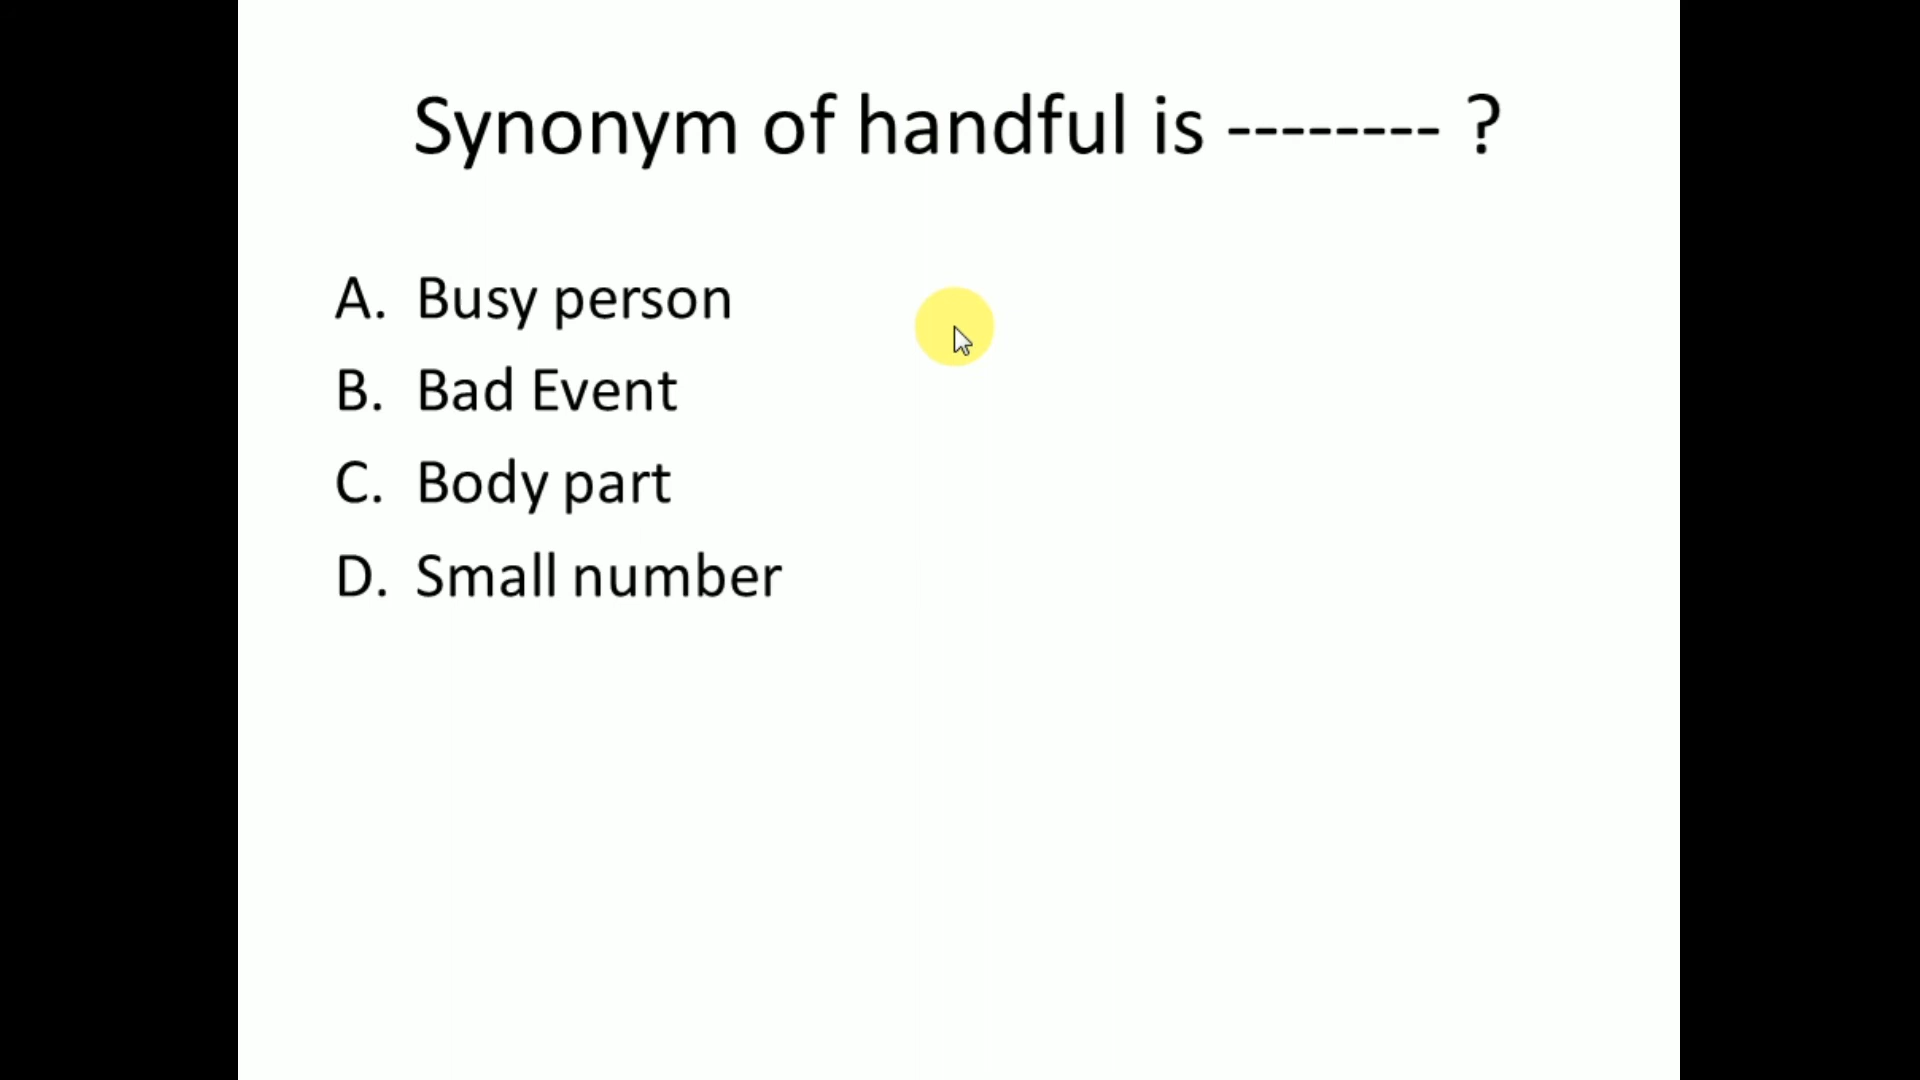 Synonym of handful is -------- ?
A. Busy person
B. Bad Event
C. Body part
D. Small number